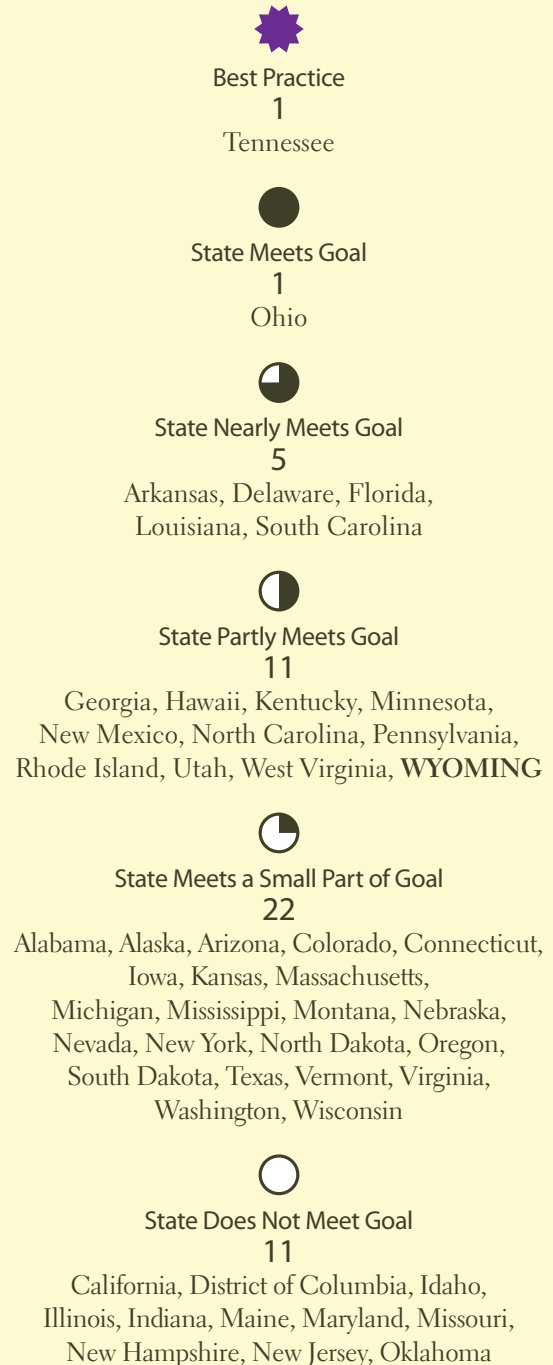 Best Practice
1
Tennessee
State Meets Goal
1
Ohio
State Nearly Meets Goal
5
Arkansas, Delaware, Florida,
Louisiana, South Carolina
State Partly Meets Goal
11
Georgia, Hawaii, Kentucky, Minnesota,
New Mexico, North Carolina, Pennsylvania,
Rhode Island, Utah, West Virginia, WYOMING
State Meets a Small Part of Goal
22
Alabama, Alaska, Arizona, Colorado, Connecticut,
Iowa, Kansas, Massachusetts,
Michigan, Mississippi, Montana, Nebraska,
Nevada, New York, North Dakota, Oregon,
South Dakota, Texas, Vermont, Virginia,
Washington, Wisconsin
State Does Not Meet Goal
11
California, District of Columbia, Idaho,
Illinois, Indiana, Maine, Maryland, Missouri,
New Hampshire, New Jersey, Oklahoma